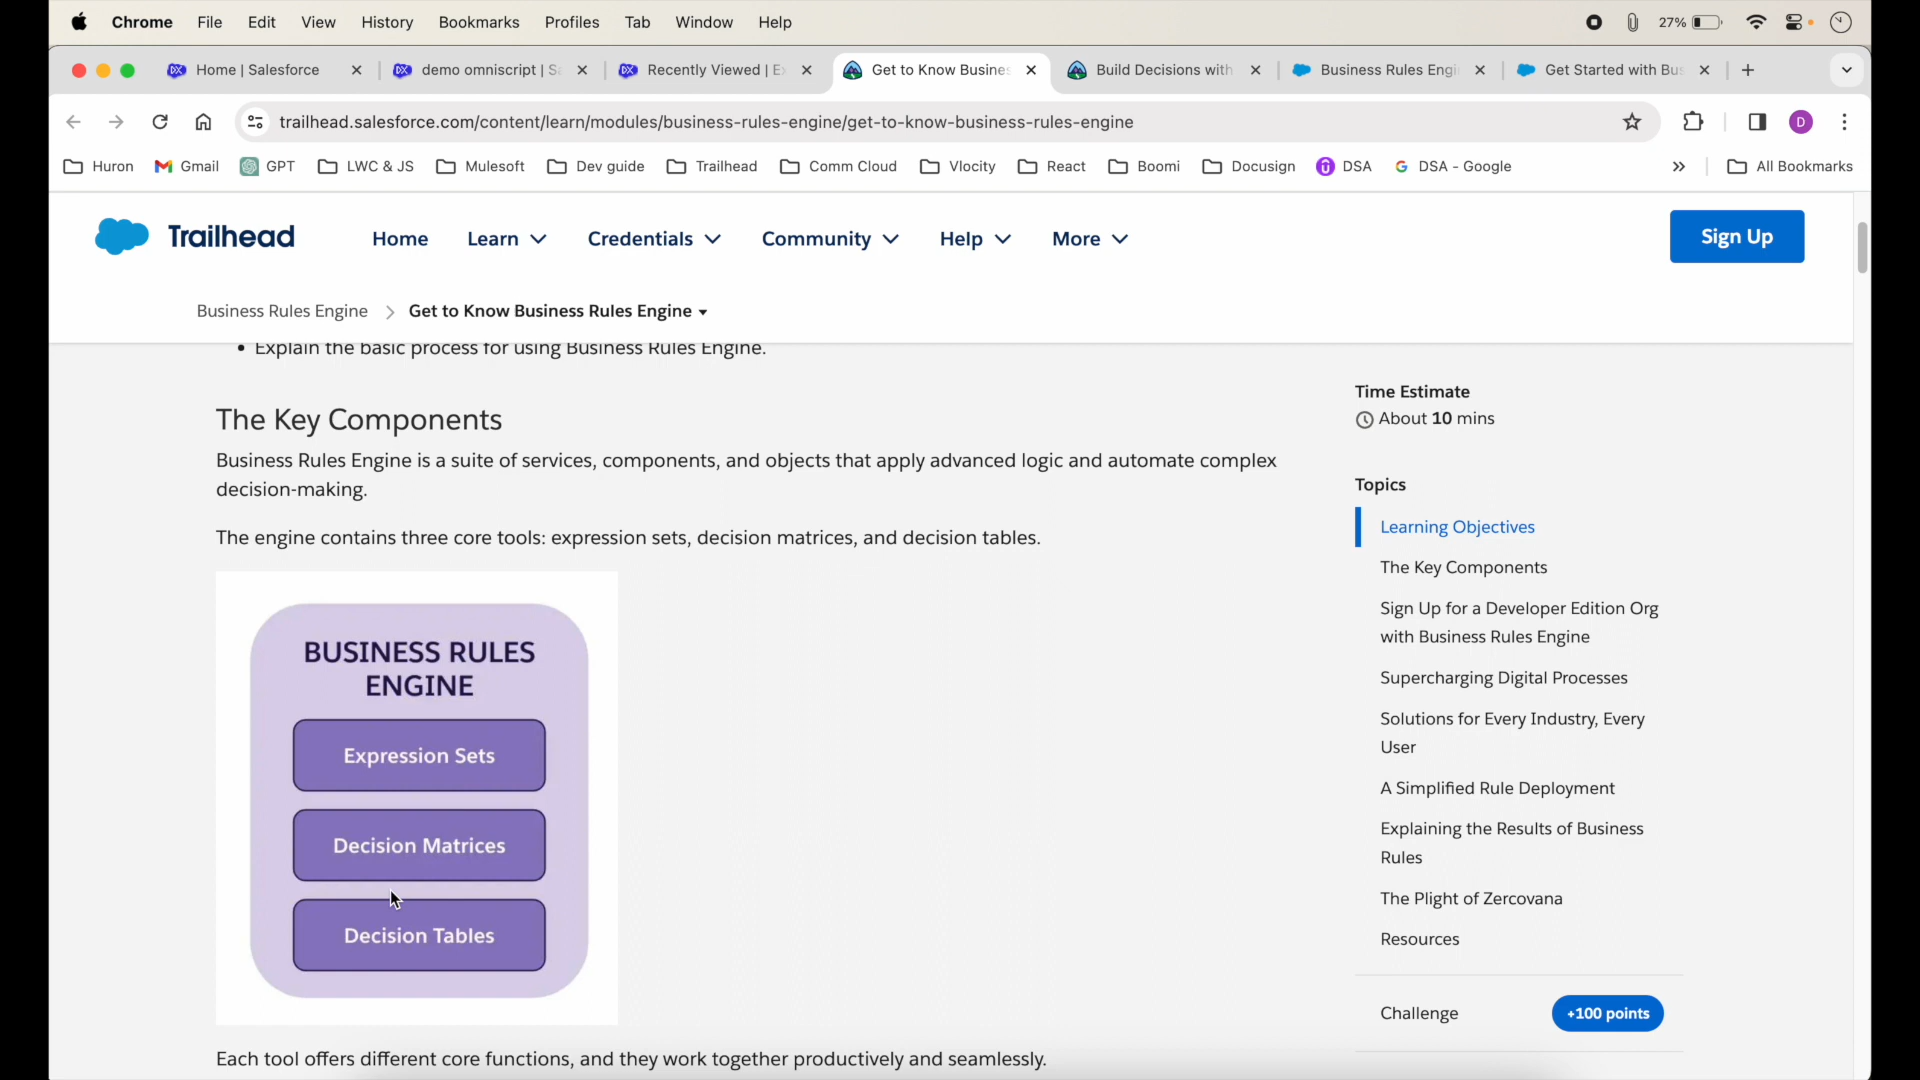 Chrome File Edit View History Bookmarks Profiles Tab Window Help 27%
Home | Salesforce
demo omniscript | S
Recently Viewed | E
Get to Know Busine
Build Decisions with
Business Rules Engi
Get Started with Bu
trailhead.salesforce.com/content/learn/modules/business-rules-engine/get-to-know-business-rules-engine
D
Huron Gmail GPT LWC & JS Mulesoft Dev guide Trailhead Comm Cloud Vlocity React Boomi Docusign DSA DSA - Google » All Bookmarks
Trailhead Home Learn Credentials Community Help More Sign Up
Business Rules Engine > Get to Know Business Rules Engine
• Explain the basic process for using Business Rules Engine.
The Key Components
Business Rules Engine is a suite of services, components, and objects that apply advanced logic and automate complex
decision-making.
The engine contains three core tools: expression sets, decision matrices, and decision tables.
BUSINESS RULES
ENGINE
Expression Sets
Decision Matrices
Decision Tables
Each tool offers different core functions, and they work together productively and seamlessly.
Time Estimate
About 10 mins
Topics
Learning Objectives
The Key Components
Sign Up for a Developer Edition Org
with Business Rules Engine
Supercharging Digital Processes
Solutions for Every Industry, Every
User
A Simplified Rule Deployment
Explaining the Results of Business
Rules
The Plight of Zercovana
Resources
Challenge +100 points